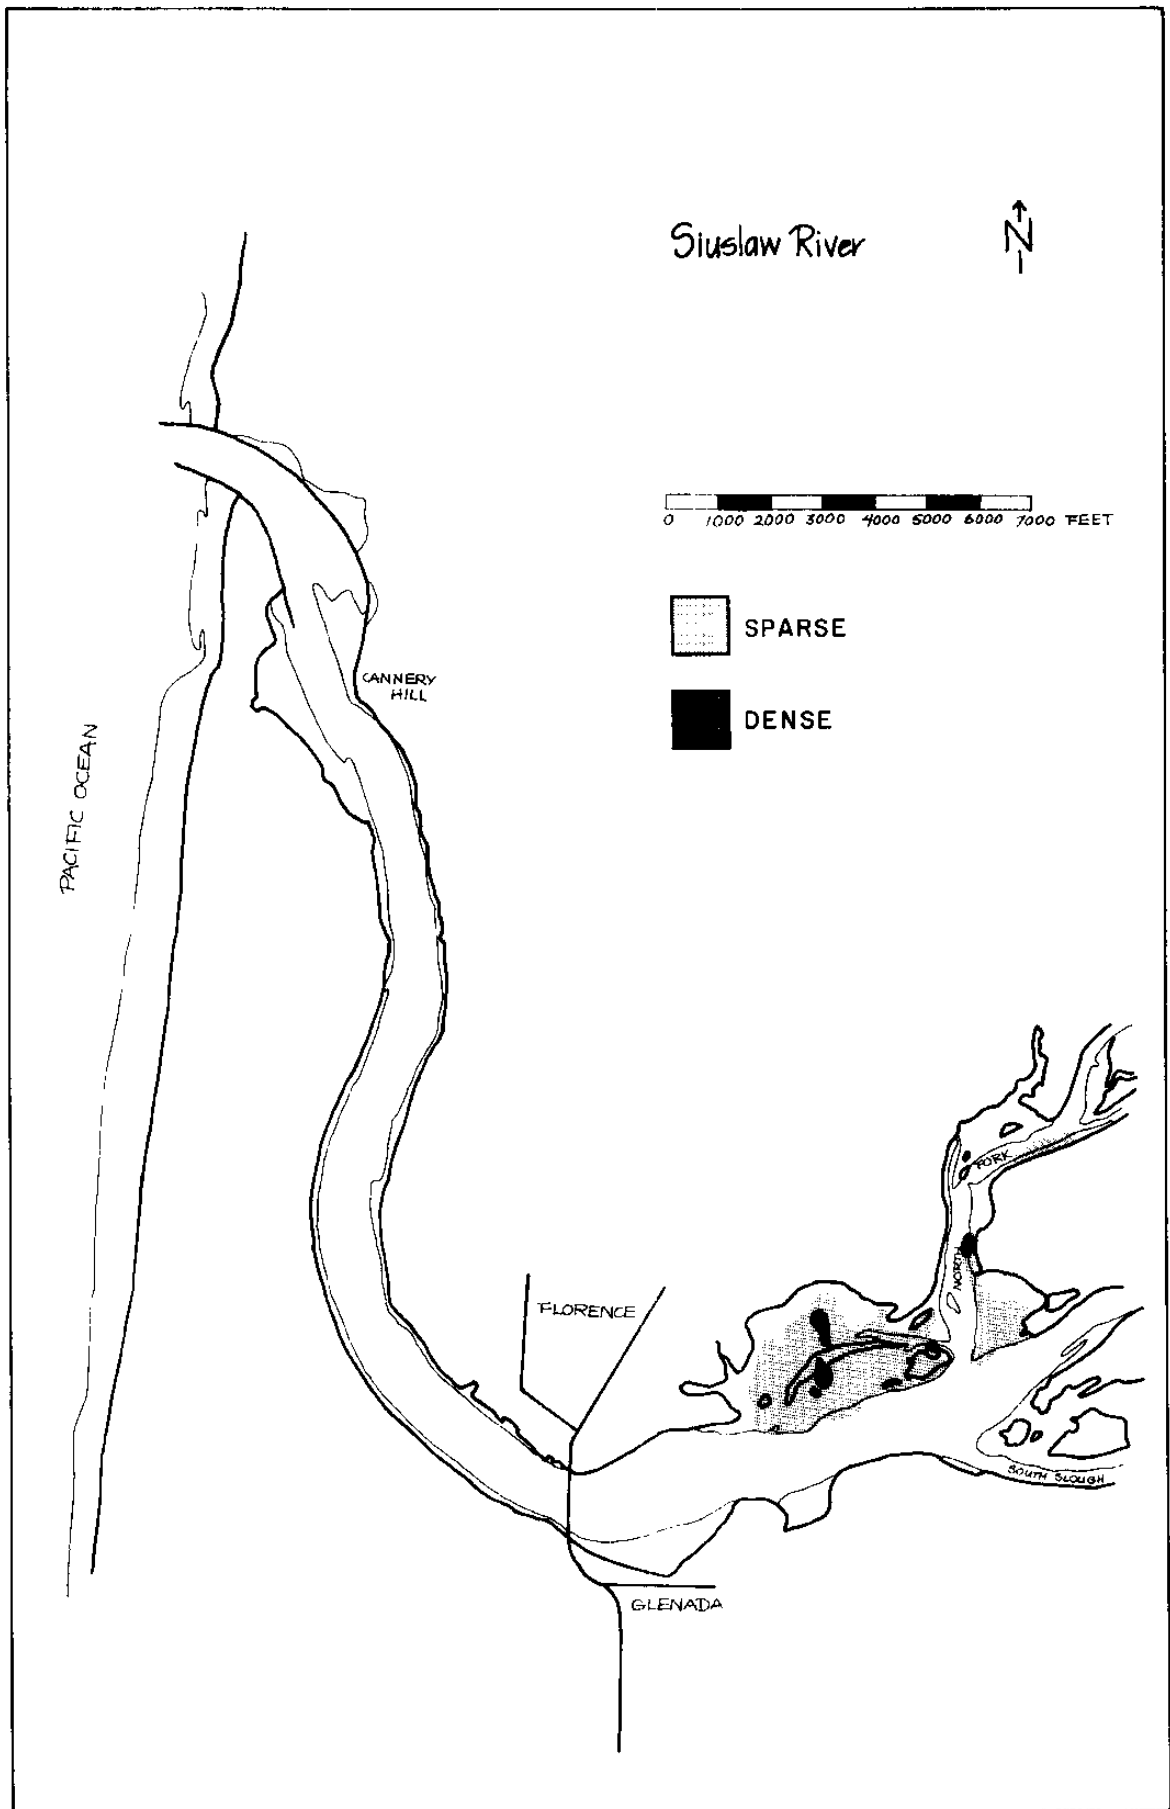 Siuslaw River
N
0 1000 2000 3000 4000 5000 6000 7000 FEET
SPARSE
CANNERY
HILL
DENSE
PACIFIC OCEAN
FORK
NORTH
FLORENCE
SOUTH SLOUGH
GLENADA